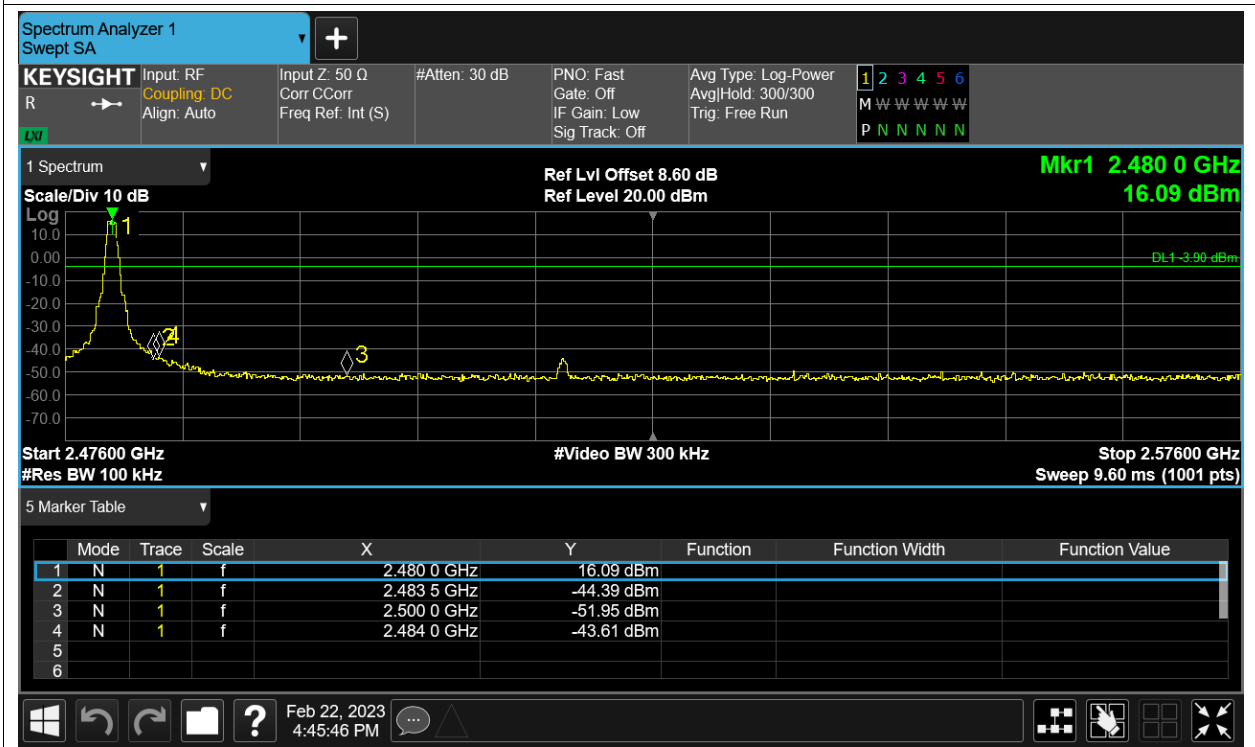 Spectrum Analyzer 1
Swept SA
KEYSIGHT
R
LXI
Input: RF
Coupling: DC
Align: Auto
Input Z: 50 Ω
Corr CCorr
Freq Ref: Int (S)
#Atten: 30 dB
PNO: Fast
Gate: Off
IF Gain: Low
Sig Track: Off
Avg Type: Log-Power
Avg|Hold: 300/300
Trig: Free Run
1 2 3 4 5 6
M W W W W W
P N N N N N
1 Spectrum
Scale/Div 10 dB
Ref Lvl Offset 8.60 dB
Ref Level 20.00 dBm
Mkr1 2.480 0 GHz
16.09 dBm
Log
10.0
0.00
-10.0
-20.0
-30.0
-40.0
-50.0
-60.0
-70.0
1
DL1 -3.90 dBm
2 4
3
Start 2.47600 GHz
#Video BW 300 kHz
Stop 2.57600 GHz
#Res BW 100 kHz
Sweep 9.60 ms (1001 pts)
5 Marker Table
Mode Trace Scale X Y Function Function Width Function Value
1 N 1 f 2.480 0 GHz 16.09 dBm
2 N 1 f 2.483 5 GHz -44.39 dBm
3 N 1 f 2.500 0 GHz -51.95 dBm
4 N 1 f 2.484 0 GHz -43.61 dBm
5
6
?
Feb 22, 2023
4:45:46 PM